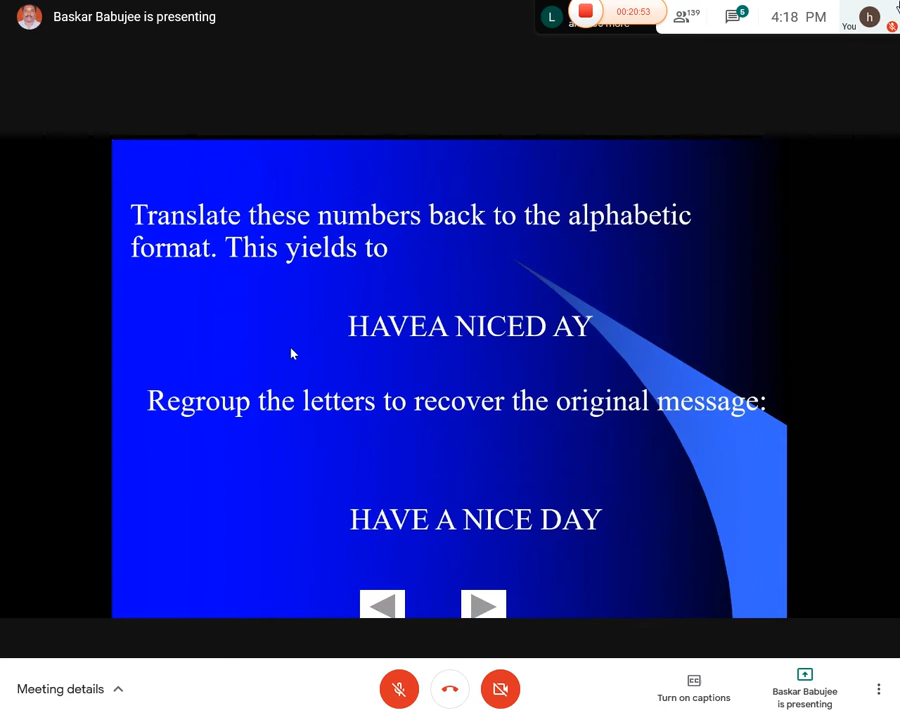 Baskar Babujee is presenting
L
00:20:53
139
5
4:18 PM
You
h
Translate these numbers back to the alphabetic
format. This yields to
HAVEA NICED AY
Regroup the letters to recover the original message:
HAVE A NICE DAY
Meeting details
Turn on captions
Baskar Babujee
is presenting